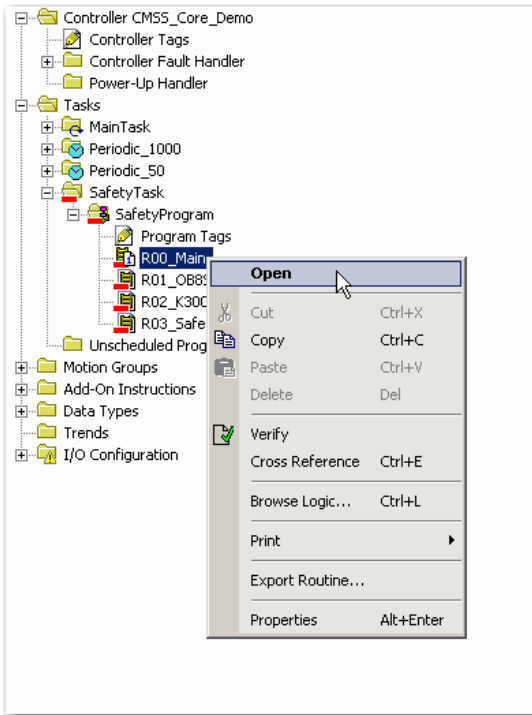 Controller CMSS_Core_Demo
Controller Tags
Controller Fault Handler
Power-Up Handler
Tasks
MainTask
Periodic_1000
Periodic_50
SafetyTask
SafetyProgram
Program Tags
R00_Main
R01_OB8
R02_K300
R03_Safe
Unscheduled Prog
Motion Groups
Add-On Instructions
Data Types
Trends
I/O Configuration
Open
Cut Ctrl+X
Copy Ctrl+C
Paste Ctrl+V
Delete Del
Verify
Cross Reference Ctrl+E
Browse Logic... Ctrl+L
Print
Export Routine...
Properties Alt+Enter